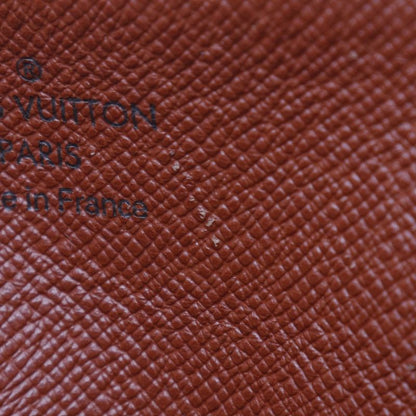 ®
VUITTON
PARIS
in France